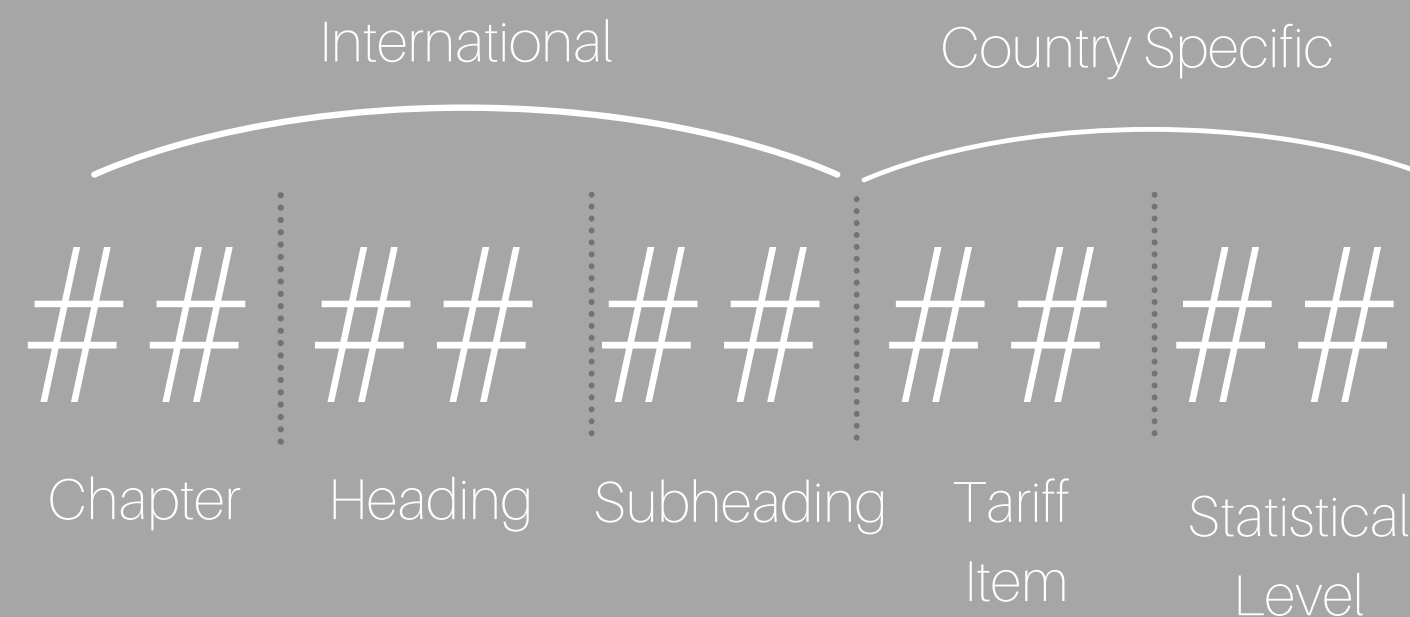 International
Country Specific
## ## ## ## ##
Chapter
Heading
Subheading
Tariff
Item
Statistical
Level